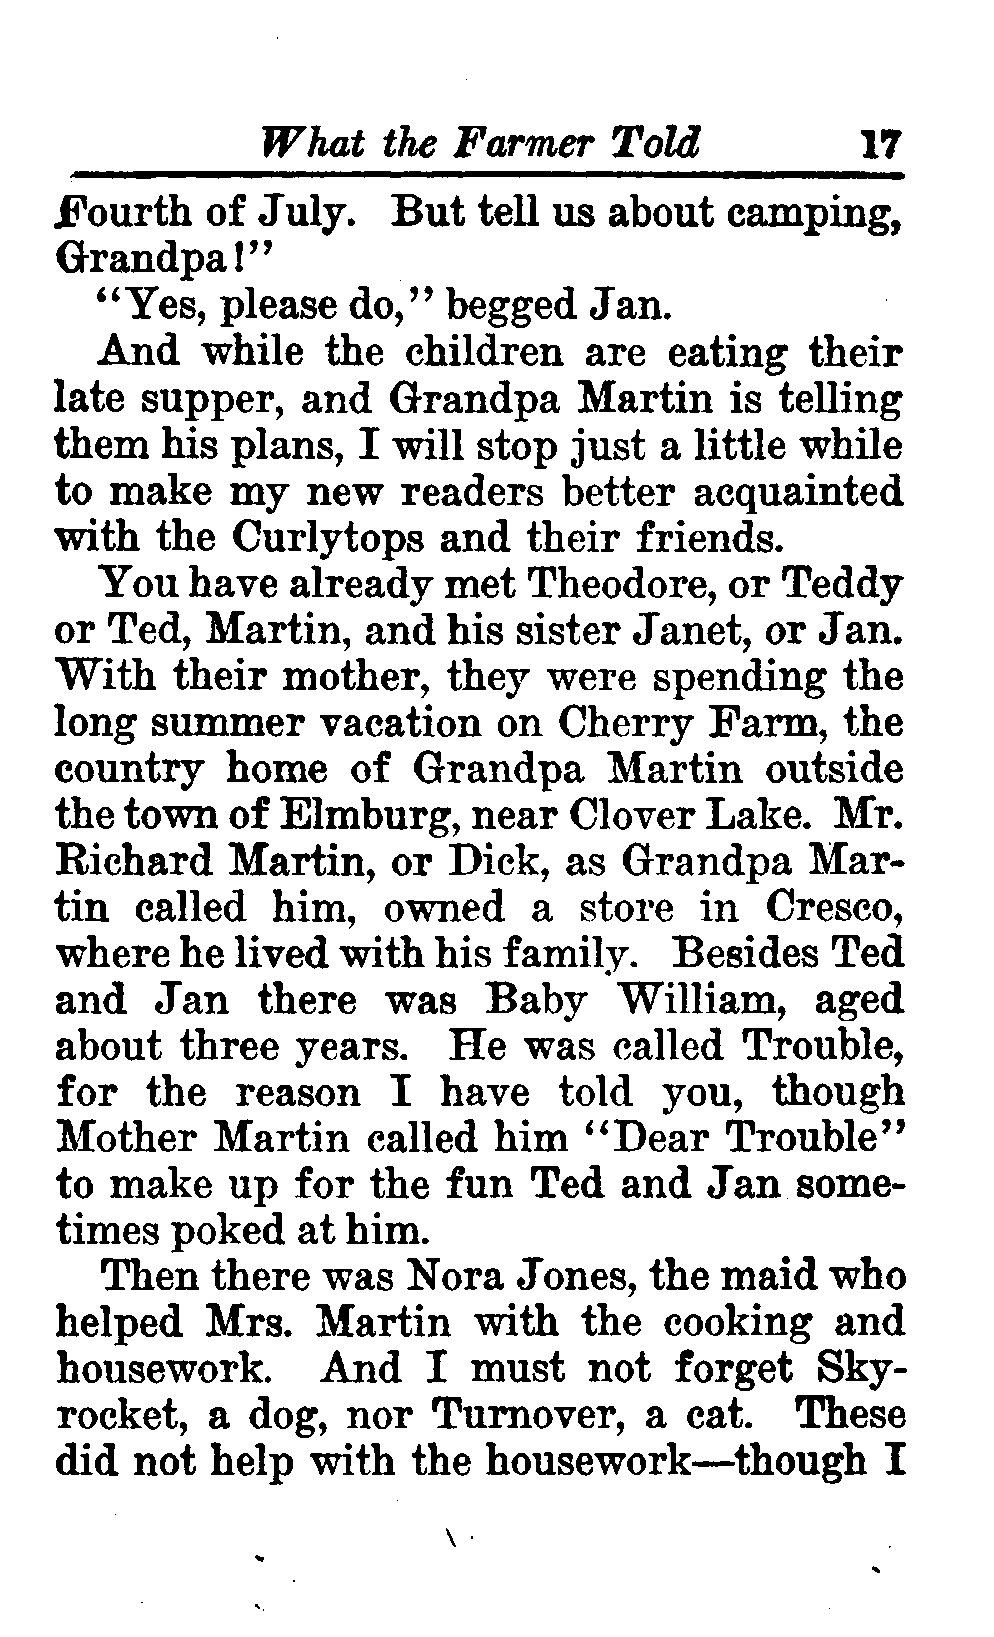 What the Farmer Told 17
Fourth of July. But tell us about camping,
Grandpa!"
"Yes, please do," begged Jan.
And while the children are eating their
late supper, and Grandpa Martin is telling
them his plans, I will stop just a little while
to make my new readers better acquainted
with the Curlytops and their friends.
You have already met Theodore, or Teddy
or Ted, Martin, and his sister Janet, or Jan.
With their mother, they were spending the
long summer vacation on Cherry Farm, the
country home of Grandpa Martin outside
the town of Elmburg, near Clover Lake. Mr.
Richard Martin, or Dick, as Grandpa Mar-
tin called him, owned a store in Cresco,
where he lived with his family. Besides Ted
and Jan there was Baby William, aged
about three years. He was called Trouble,
for the reason I have told you, though
Mother Martin called him "Dear Trouble"
to make up for the fun Ted and Jan some-
times poked at him.
Then there was Nora Jones, the maid who
helped Mrs. Martin with the cooking and
housework. And I must not forget Sky-
rocket, a dog, nor Turnover, a cat. These
did not help with the housework—though I